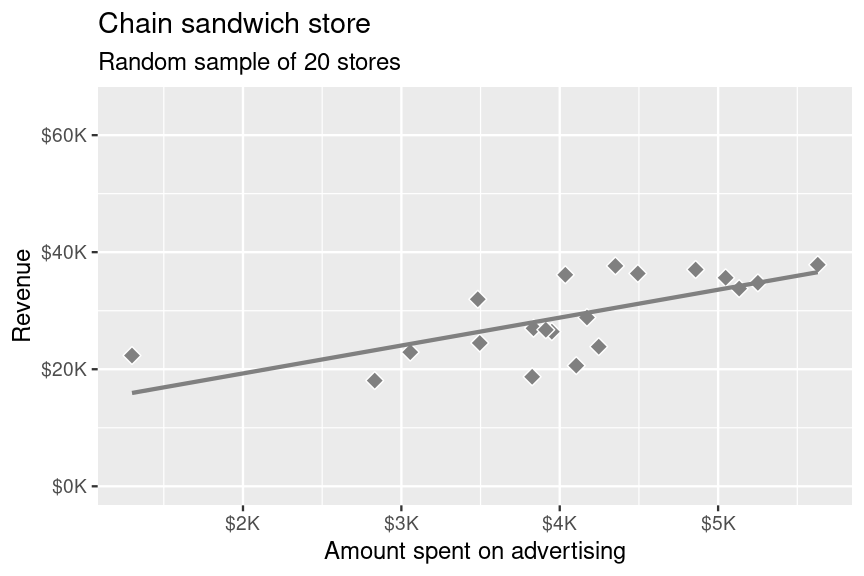 Chain sandwich store
Random sample of 20 stores
$60K
$40K
$20K
$0K
Revenue
$2K
$3K
$4K
$5K
Amount spent on advertising